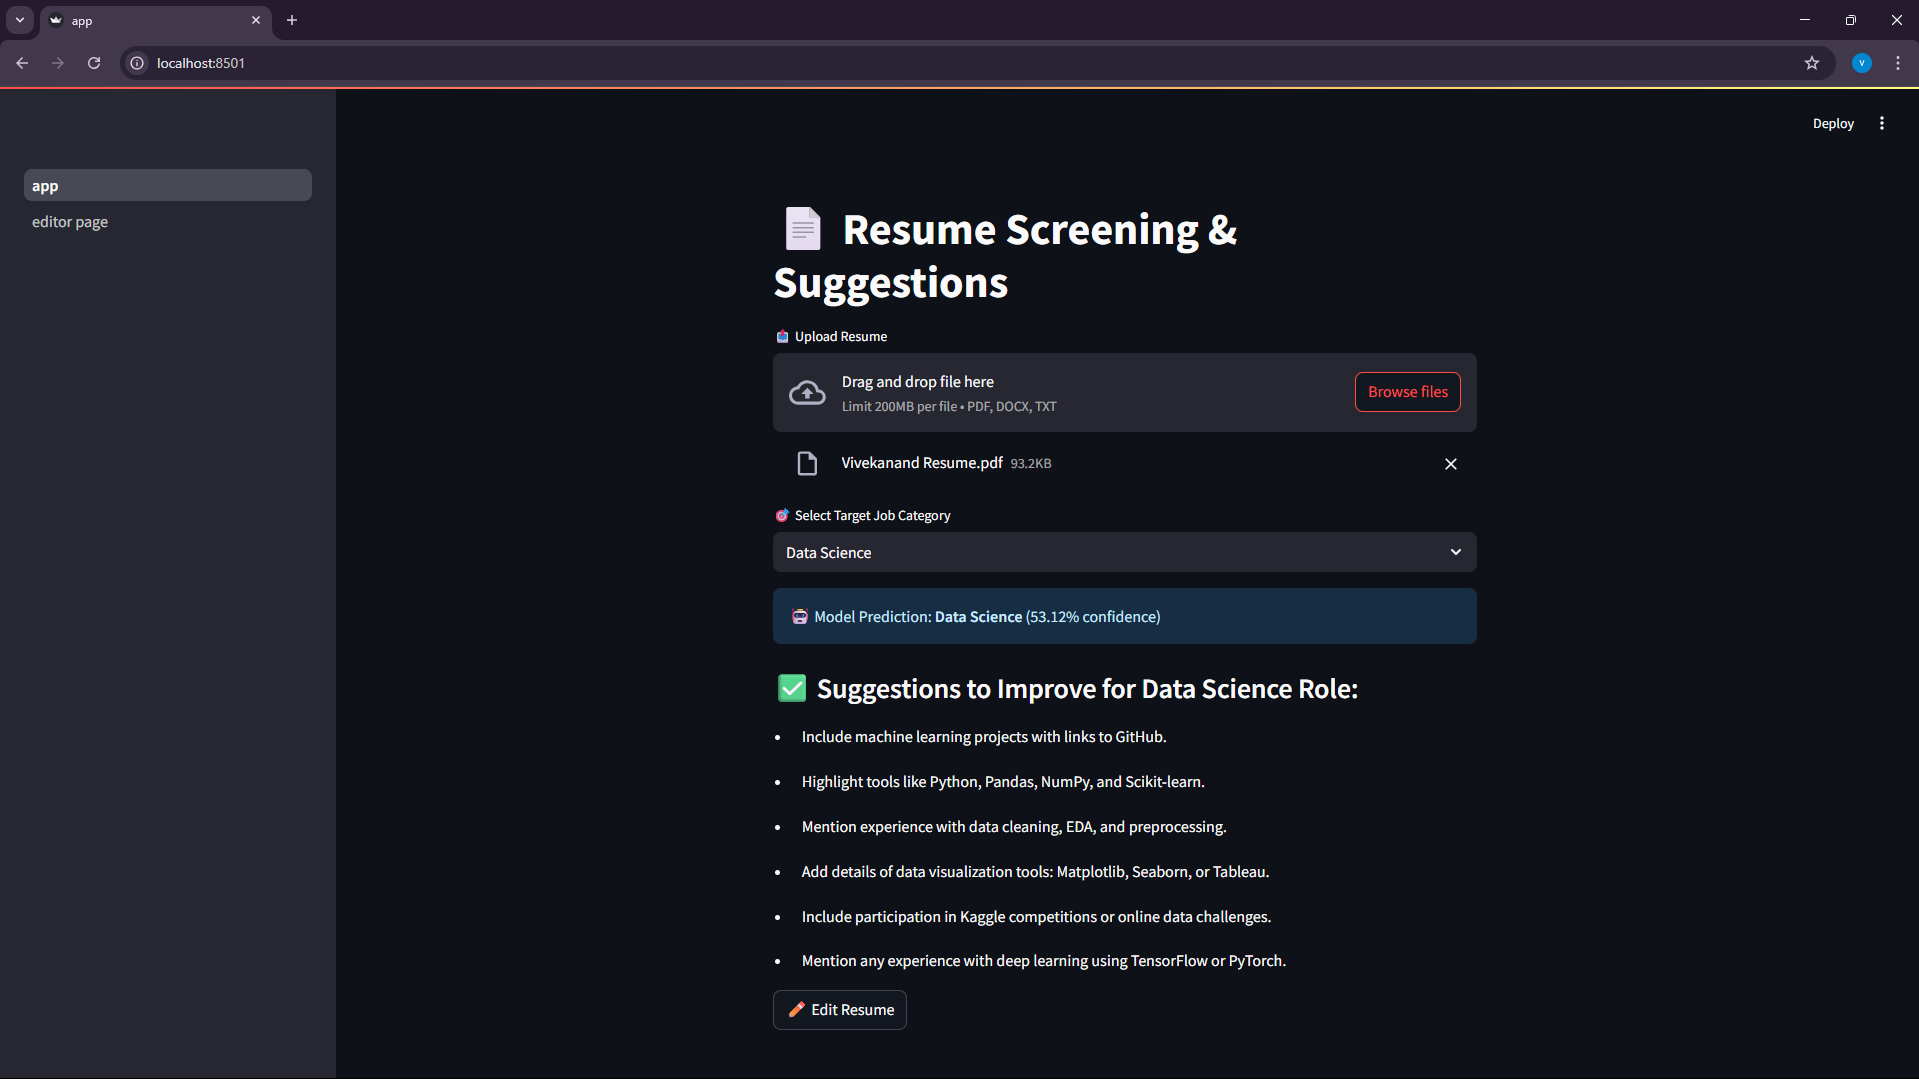 app
localhost:8501
V
Deploy
app
editor page
Resume Screening &
Suggestions
Upload Resume
Drag and drop file here
Limit 200MB per file • PDF, DOCX, TXT
Browse files
Vivekanand Resume.pdf 93.2KB
Select Target Job Category
Data Science
Model Prediction: Data Science (53.12% confidence)
Suggestions to Improve for Data Science Role:
• Include machine learning projects with links to GitHub.
• Highlight tools like Python, Pandas, NumPy, and Scikit-learn.
• Mention experience with data cleaning, EDA, and preprocessing.
• Add details of data visualization tools: Matplotlib, Seaborn, or Tableau.
• Include participation in Kaggle competitions or online data challenges.
• Mention any experience with deep learning using TensorFlow or PyTorch.
Edit Resume